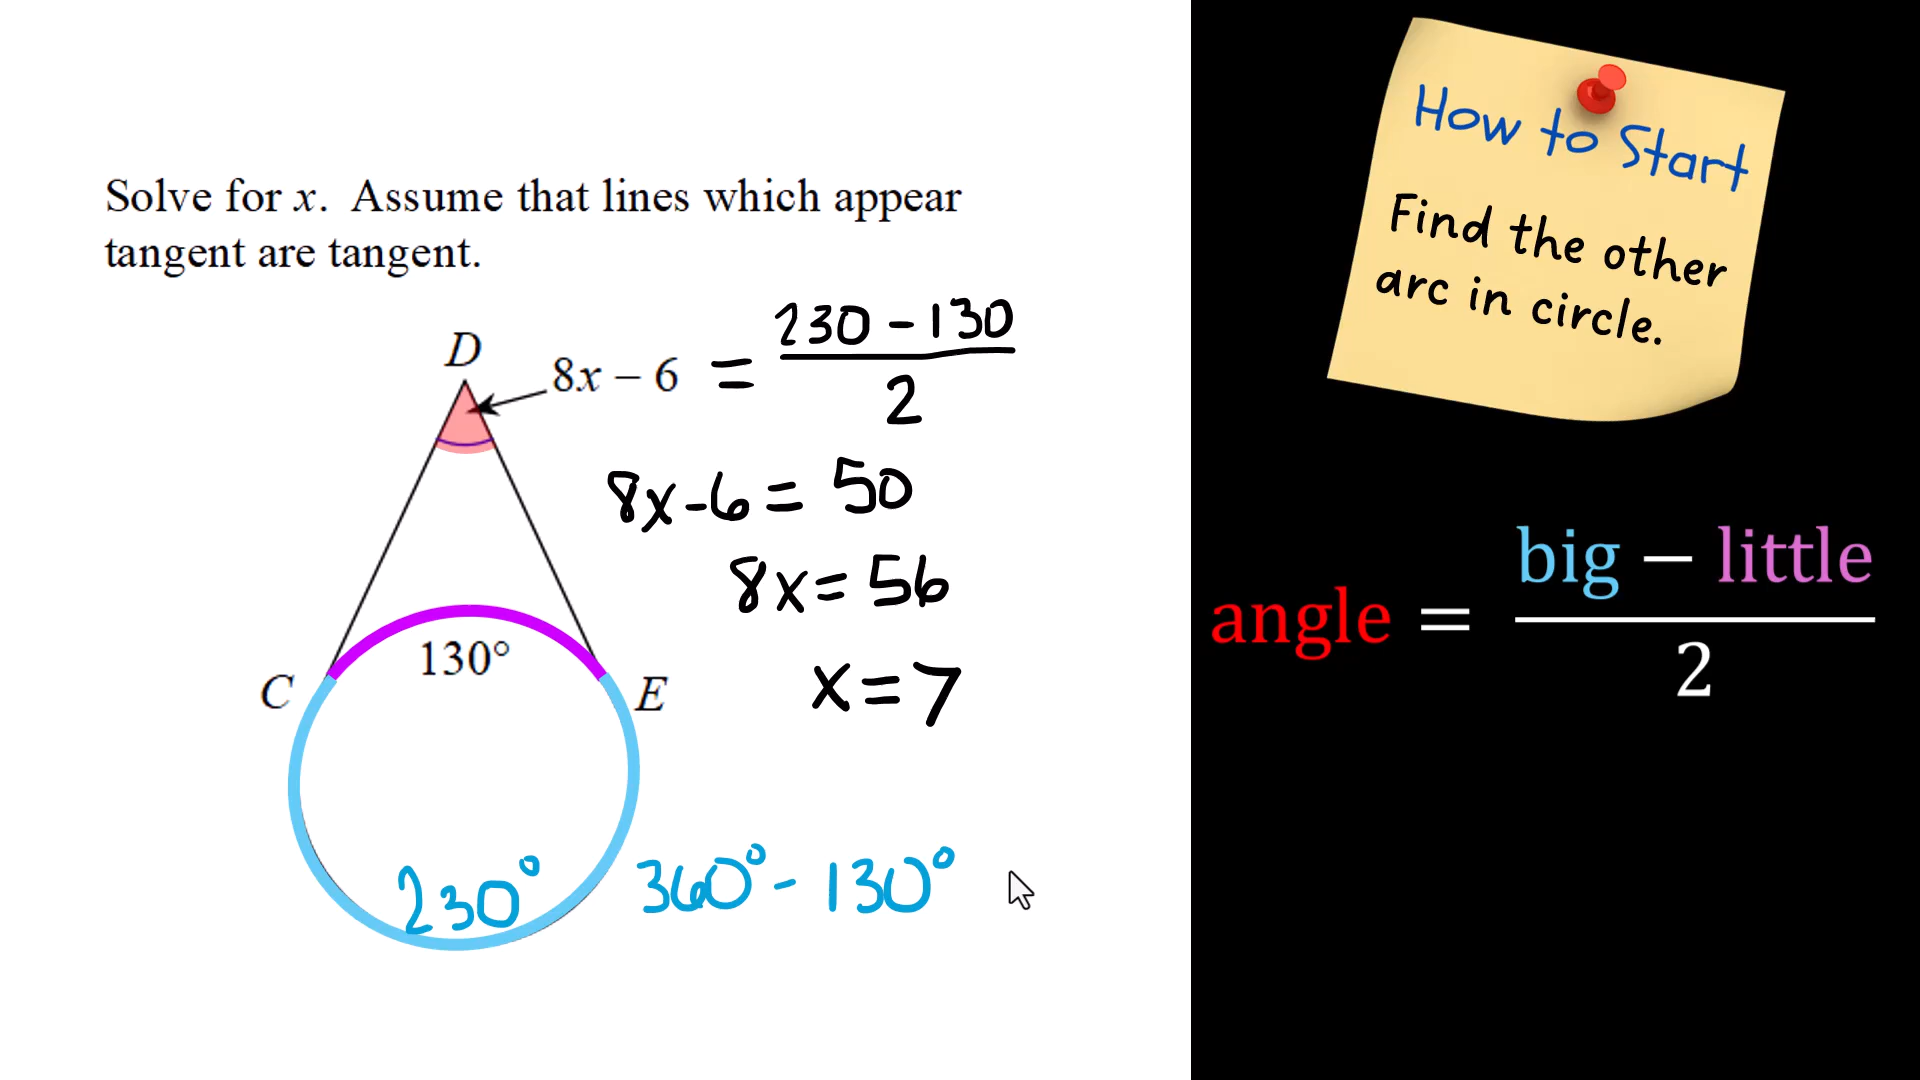 Solve for x. Assume that lines which appear
tangent are tangent.
D
8x – 6 = 230 – 130
2
8x-6 = 50
8x = 56
130°
C
E
x = 7
230°
360° - 130°
How to Start
Find the other
arc in circle.
angle = big – little
2